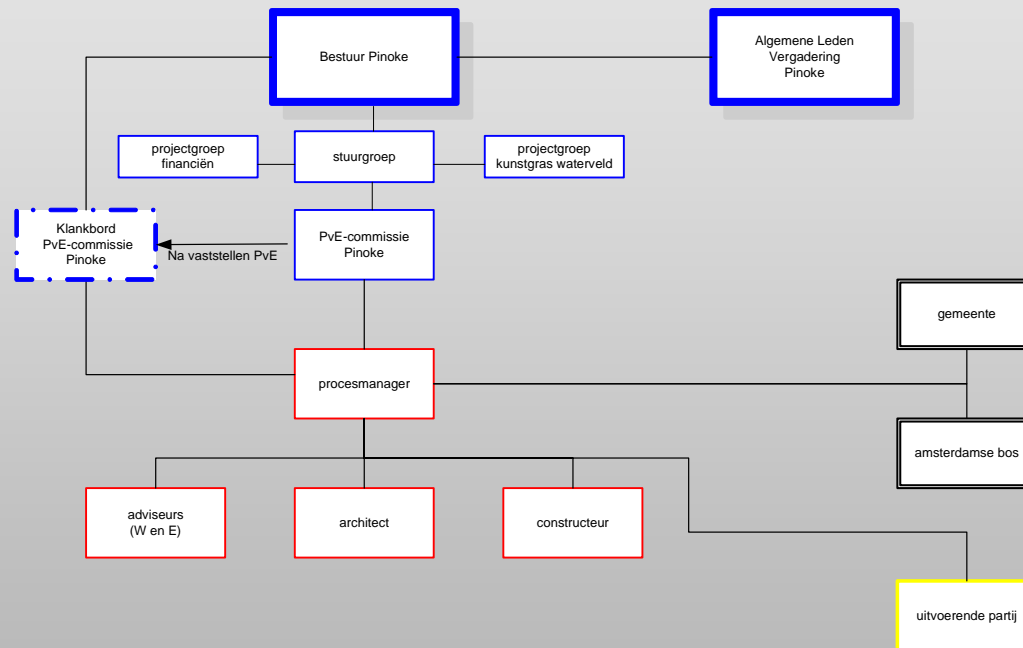 Bestuur Pinoke
Algemene Leden
Vergadering
Pinoke
projectgroep
financiën
stuurgroep
projectgroep
kunstgras waterveld
Klankbord
PvE-commissie
Pinoke
Na vaststellen PvE
PvE-commissie
Pinoke
gemeente
procesmanager
amsterdamse bos
adviseurs
(W en E)
architect
constructeur
uitvoerende partij